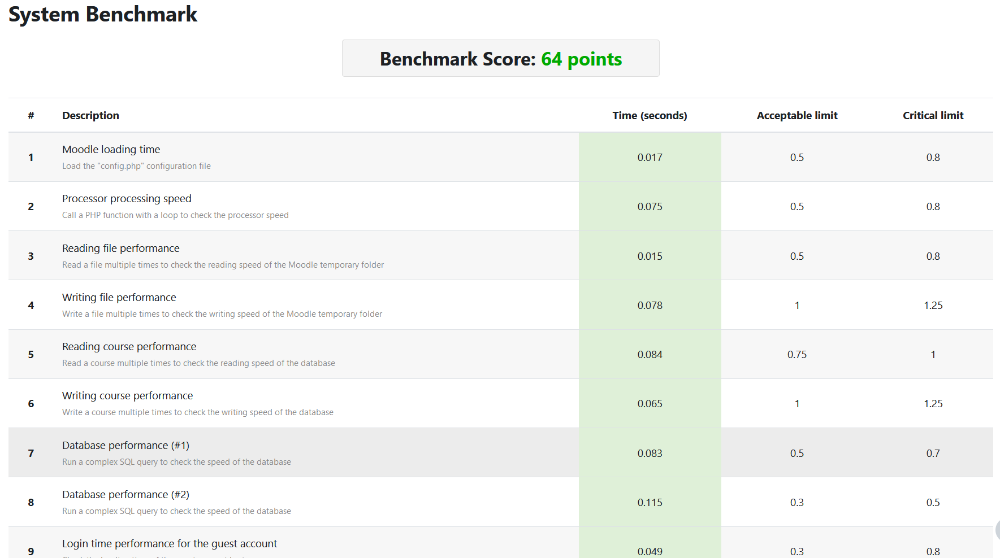 System Benchmark
Benchmark Score: 64 points
# Description Time (seconds) Acceptable limit Critical limit
1 Moodle loading time 0.017 0.5 0.8
Load the "config.php" configuration file
2 Processor processing speed 0.075 0.5 0.8
Call a PHP function with a loop to check the processor speed
3 Reading file performance 0.015 0.5 0.8
Read a file multiple times to check the reading speed of the Moodle temporary folder
4 Writing file performance 0.078 1 1.25
Write a file multiple times to check the writing speed of the Moodle temporary folder
5 Reading course performance 0.084 0.75 1
Read a course multiple times to check the reading speed of the database
6 Writing course performance 0.065 1 1.25
Write a course multiple times to check the writing speed of the database
7 Database performance (#1) 0.083 0.5 0.7
Run a complex SQL query to check the speed of the database
8 Database performance (#2) 0.115 0.3 0.5
Run a complex SQL query to check the speed of the database
9 Login time performance for the guest account 0.049 0.3 0.8